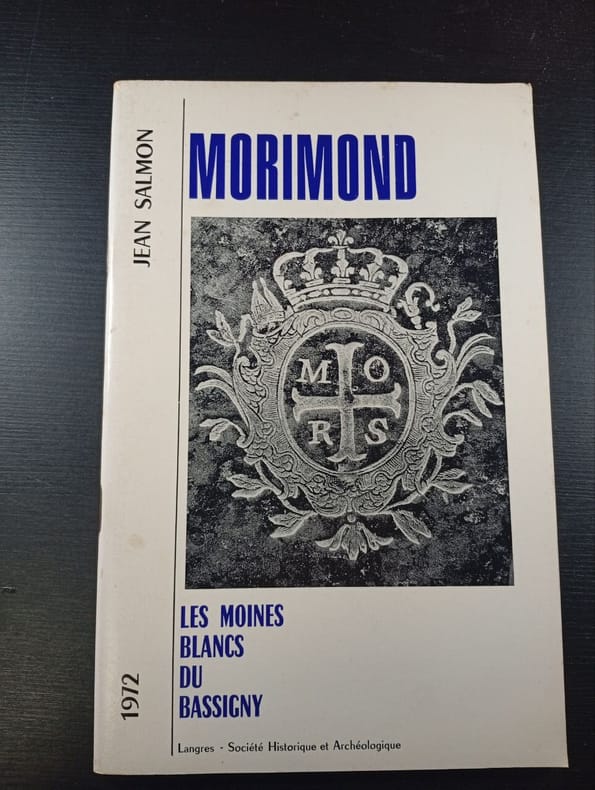 JEAN SALMON
MORIMOND
M O
R S
LES MOINES
BLANCS
DU
BASSIGNY
1972
Langres - Société Historique et Archéologique